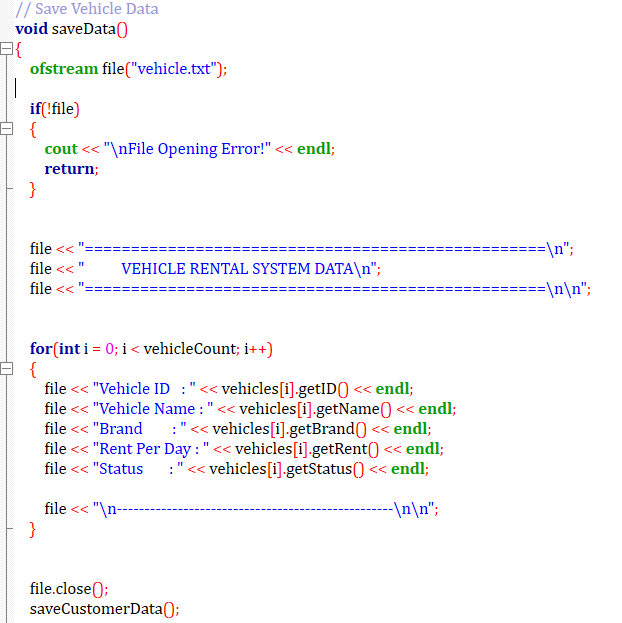 // Save Vehicle Data
void saveData()
{
ofstream file("vehicle.txt");
if(!file)
{
cout << "\nFile Opening Error!" << endl;
return;
}
file << "==================================================\n";
file << "         VEHICLE RENTAL SYSTEM DATA\n";
file << "==================================================\n\n";
for(int i = 0; i < vehicleCount; i++)
{
file << "Vehicle ID   : " << vehicles[i].getID() << endl;
file << "Vehicle Name : " << vehicles[i].getName() << endl;
file << "Brand        : " << vehicles[i].getBrand() << endl;
file << "Rent Per Day : " << vehicles[i].getRent() << endl;
file << "Status       : " << vehicles[i].getStatus() << endl;
file << "\n--------------------------------------------------\n\n";
}
file.close();
saveCustomerData();